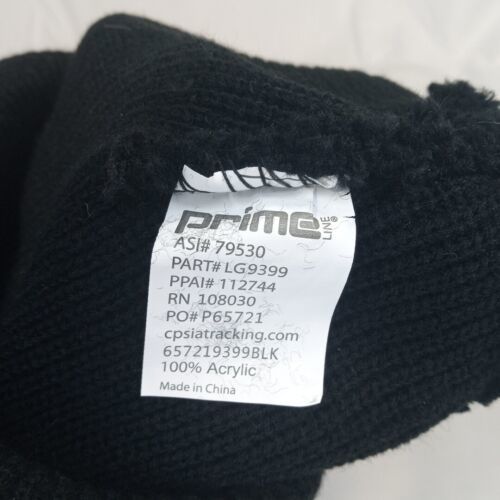 prime LINE®
ASI# 79530
PART# LG9399
PPAI# 112744
RN 108030
PO# P65721
cpsiatracking.com
657219399BLK
100% Acrylic
Made in China